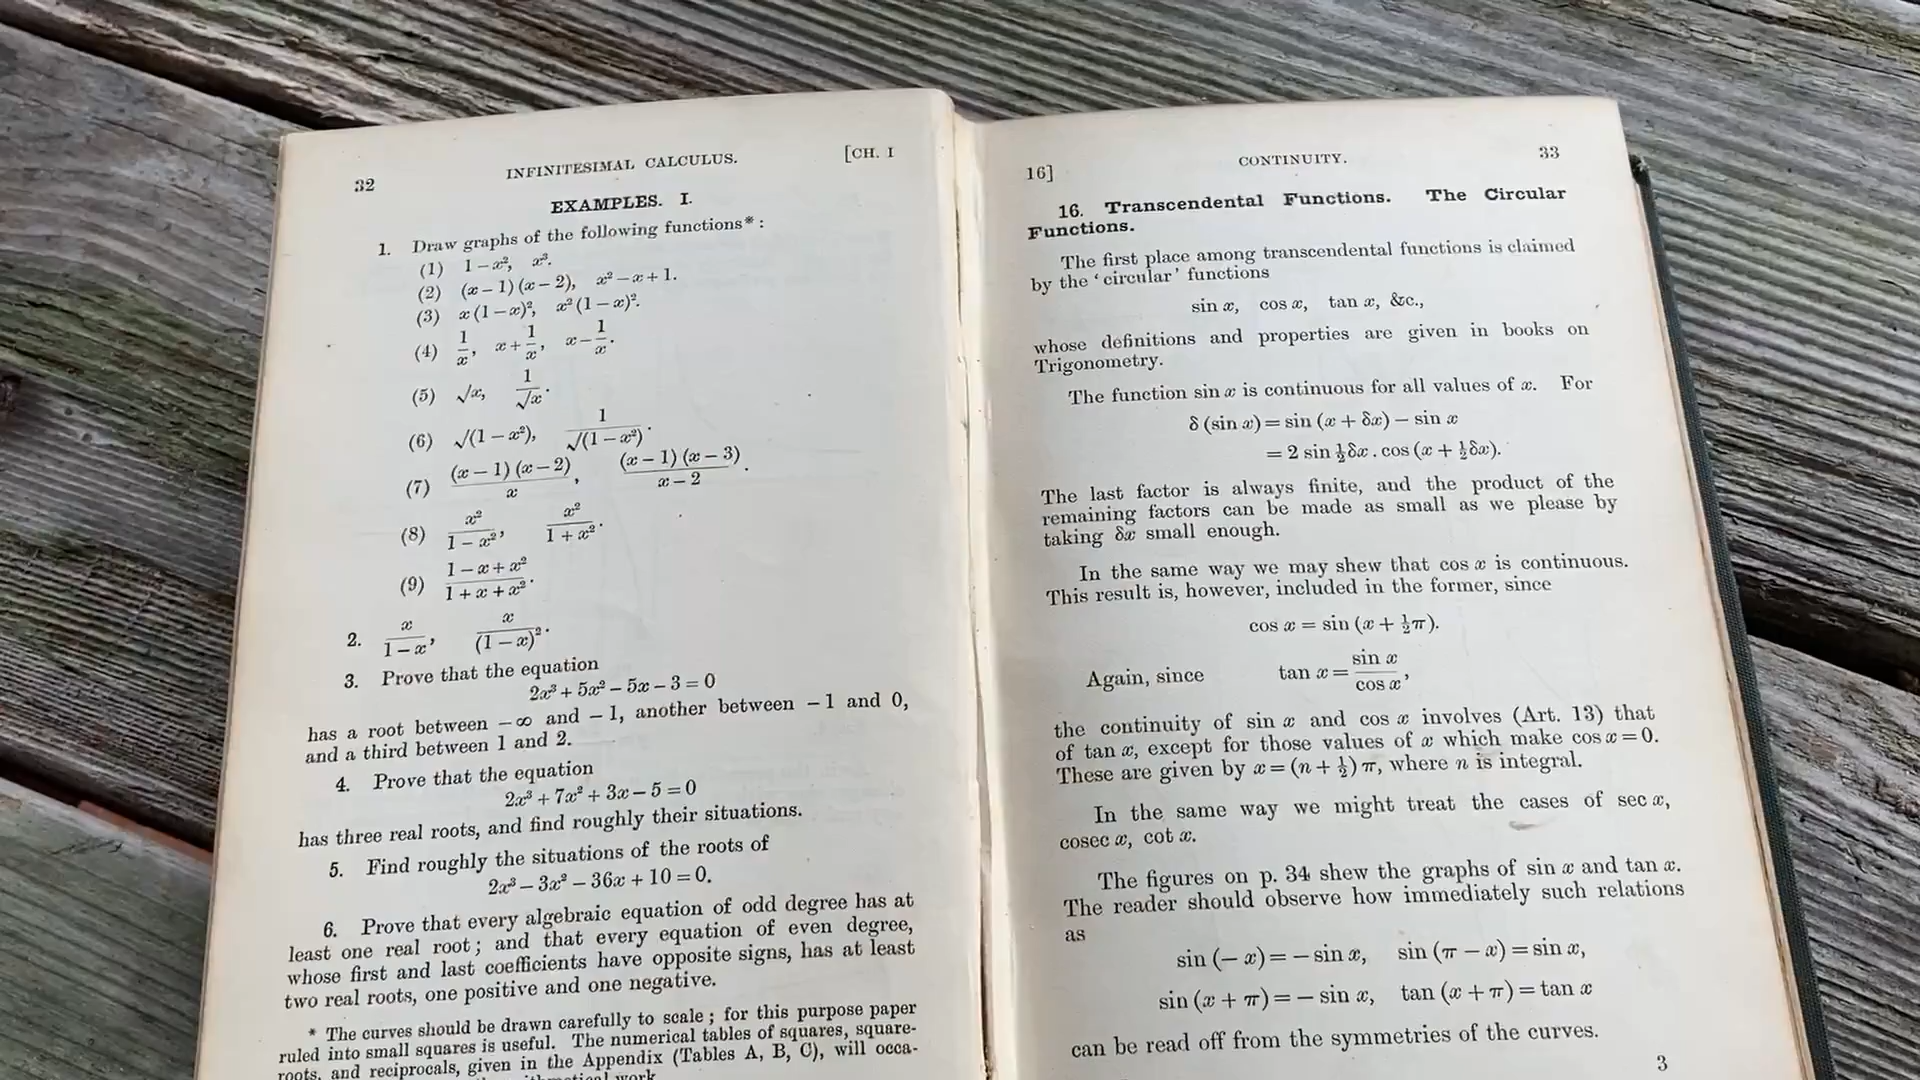 32
INFINITESIMAL CALCULUS.
[CH. I
EXAMPLES. I.
1. Draw graphs of the following functions*:
(1) 1 − x², x³.
(2) (x − 1) (x − 2), x² − x + 1.
(3) x (1 − x)², x² (1 − x)².
(4) 1/x, x + 1/x, x − 1/x.
(5) √x, 1/√x.
(6) √(1 − x²), 1/√(1 − x²).
(7) (x − 1) (x − 2)/x, (x − 1) (x − 3)/x − 2.
(8) x²/1 − x², x²/1 + x².
(9) 1 − x + x²/1 + x + x².
2. x/1 − x, x/(1 − x)².
3. Prove that the equation
2x³ + 5x² − 5x − 3 = 0
has a root between − ∞ and − 1, another between − 1 and 0,
and a third between 1 and 2.
4. Prove that the equation
2x³ + 7x² + 3x − 5 = 0
has three real roots, and find roughly their situations.
5. Find roughly the situations of the roots of
2x³ − 3x² − 36x + 10 = 0.
6. Prove that every algebraic equation of odd degree has at
least one real root; and that every equation of even degree,
whose first and last coefficients have opposite signs, has at least
two real roots, one positive and one negative.
* The curves should be drawn carefully to scale; for this purpose paper
ruled into small squares is useful. The numerical tables of squares, square-
roots, and reciprocals, given in the Appendix (Tables A, B, C), will occa-
work
16]
CONTINUITY.
33
16. Transcendental Functions. The Circular
Functions.
The first place among transcendental functions is claimed
by the 'circular' functions
sin x, cos x, tan x, &c.,
whose definitions and properties are given in books on
Trigonometry.
The function sin x is continuous for all values of x. For
δ (sin x) = sin (x + δx) − sin x
= 2 sin ½δx . cos (x + ½δx).
The last factor is always finite, and the product of the
remaining factors can be made as small as we please by
taking δx small enough.
In the same way we may shew that cos x is continuous.
This result is, however, included in the former, since
cos x = sin (x + ½π).
Again, since tan x = sin x/cos x,
the continuity of sin x and cos x involves (Art. 13) that
of tan x, except for those values of x which make cos x = 0.
These are given by x = (n + ½) π, where n is integral.
In the same way we might treat the cases of sec x,
cosec x, cot x.
The figures on p. 34 shew the graphs of sin x and tan x.
The reader should observe how immediately such relations
as
sin (− x) = − sin x, sin (π − x) = sin x,
sin (x + π) = − sin x, tan (x + π) = tan x
can be read off from the symmetries of the curves.
3